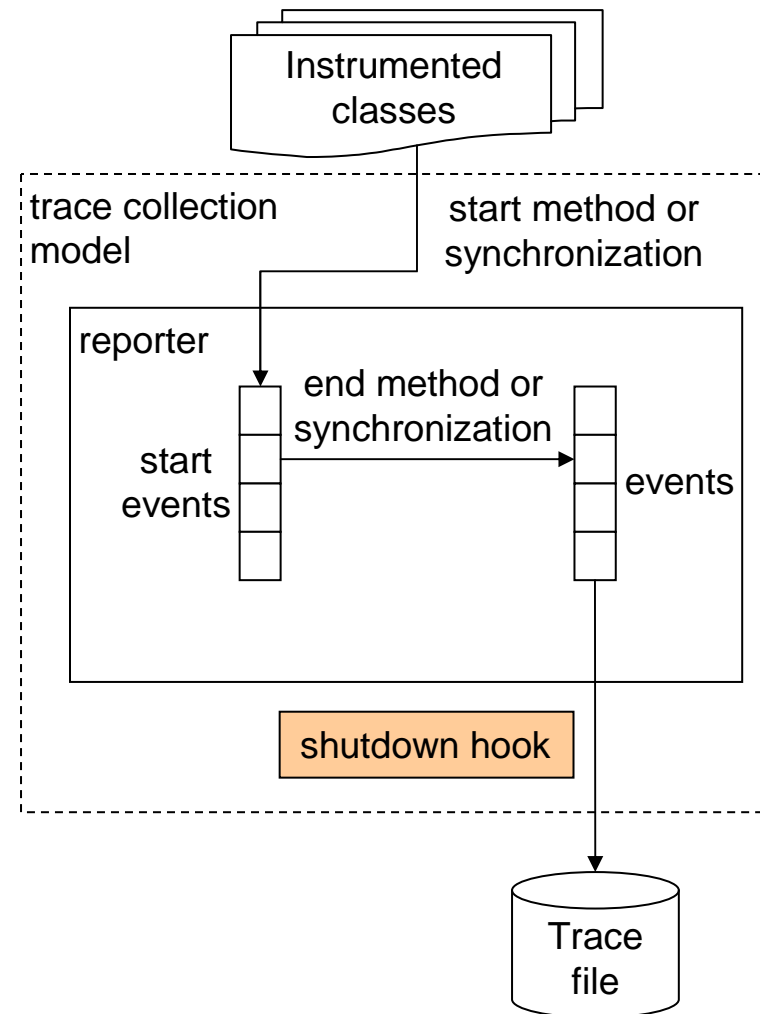 Instrumented
classes
trace collection
model
start method or
synchronization
reporter
end method or
synchronization
start
events
events
shutdown hook
Trace
file